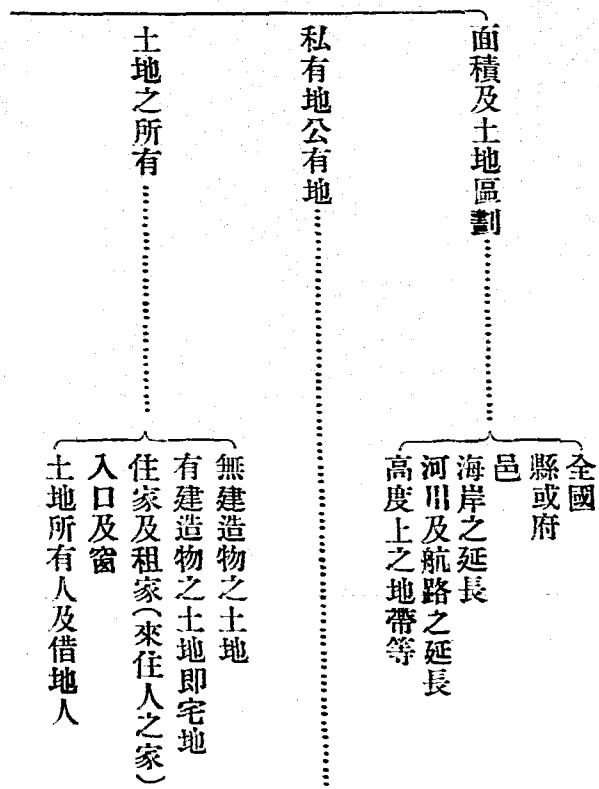 面積及土地區劃
全國
縣或府
邑
海岸之延長
河川及航路之延長
高度上之地帶等
私有地公有地
土地之所有
無建造物之土地
有建造物之土地即宅地
住家及租家(來住人之家)
入口及窗
土地所有人及借地人